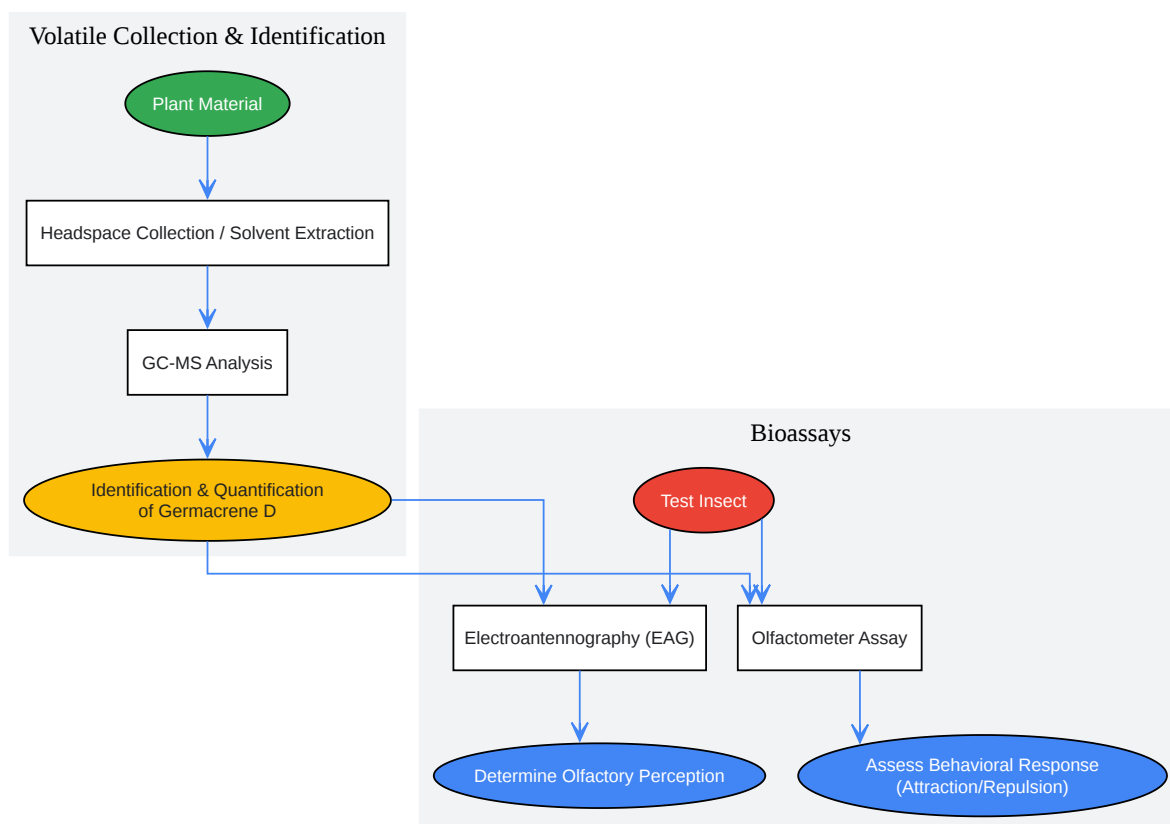 Volatile Collection & Identification
Plant Material
Headspace Collection / Solvent Extraction
GC-MS Analysis
Identification & Quantification
of Germacrene D
Bioassays
Test Insect
Electroantennography (EAG)
Olfactometer Assay
Determine Olfactory Perception
Assess Behavioral Response
(Attraction/Repulsion)